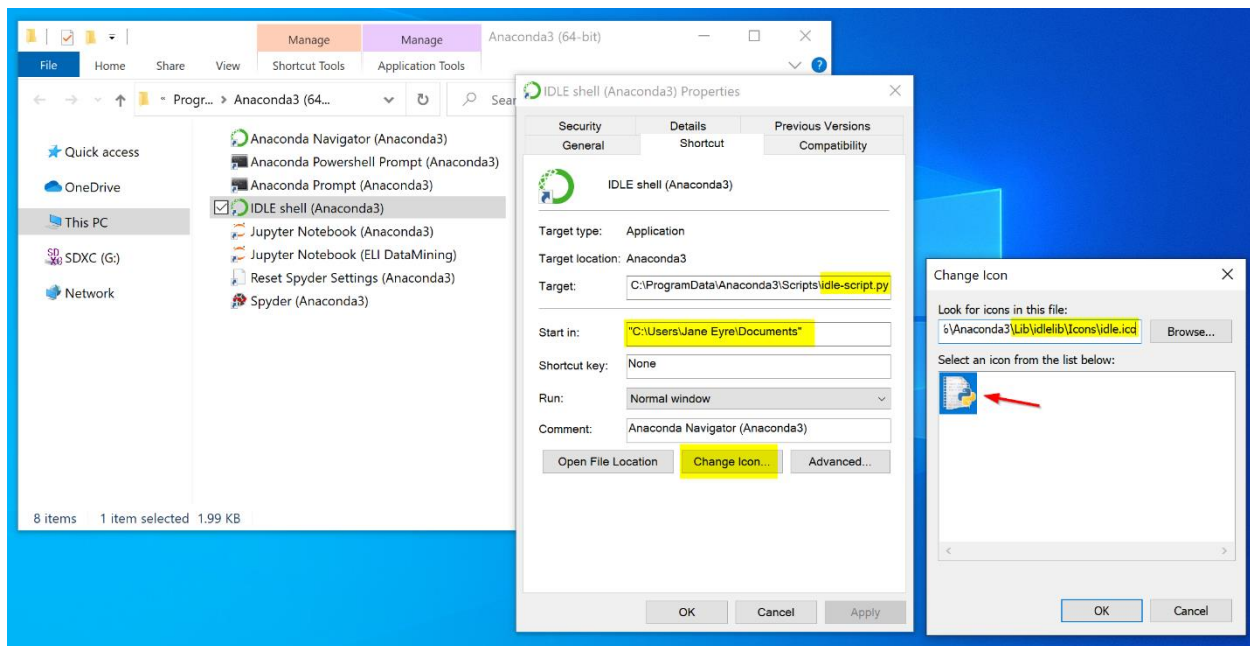 Manage
Manage
Anaconda3 (64-bit)
File
Home
Share
View
Shortcut Tools
Application Tools
Progr... > Anaconda3 (64...
Sear
Quick access
OneDrive
This PC
SDXC (G:)
Network
Anaconda Navigator (Anaconda3)
Anaconda Powershell Prompt (Anaconda3)
Anaconda Prompt (Anaconda3)
IDLE shell (Anaconda3)
Jupyter Notebook (Anaconda3)
Jupyter Notebook (ELI DataMining)
Reset Spyder Settings (Anaconda3)
Spyder (Anaconda3)
8 items 1 item selected 1.99 KB
IDLE shell (Anaconda3) Properties
Security Details Previous Versions
General Shortcut Compatibility
IDLE shell (Anaconda3)
Target type: Application
Target location: Anaconda3
Target: C:\ProgramData\Anaconda3\Scripts\idle-script.py
Start in: "C:\Users\Jane Eyre\Documents"
Shortcut key: None
Run: Normal window
Comment: Anaconda Navigator (Anaconda3)
Open File Location Change Icon... Advanced...
OK Cancel Apply
Change Icon
Look for icons in this file:
\Anaconda3\Lib\idlelib\Icons\idle.ico Browse...
Select an icon from the list below:
OK Cancel